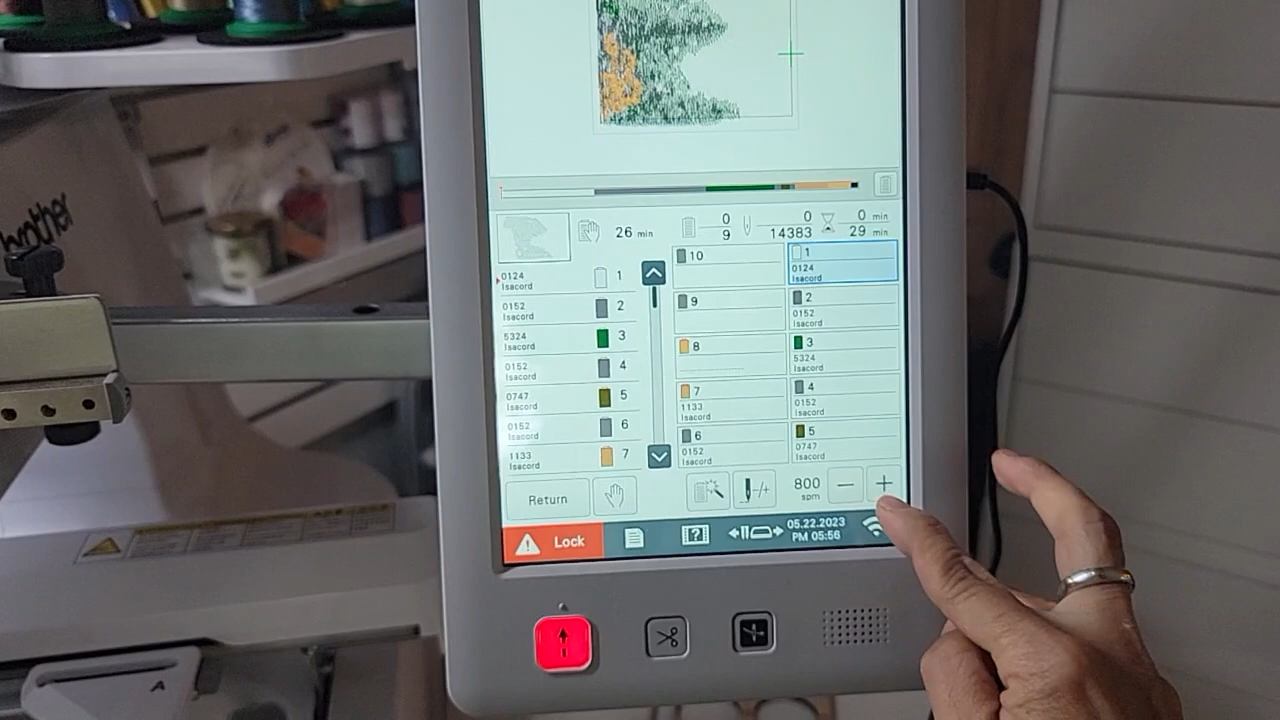 brother
26 min
0
9
0
14383
0 min
29 min
0124
Isacord
1
0152
Isacord
2
5324
Isacord
3
0152
Isacord
4
0747
Isacord
5
0152
Isacord
6
1133
Isacord
7
10
9
8
7
1133
Isacord
6
0152
Isacord
1
0124
Isacord
2
0152
Isacord
3
5324
Isacord
4
0152
Isacord
5
0747
Isacord
Return
-/+
800
spm
− +
Lock
?
05.22.2023
PM 05:56
A